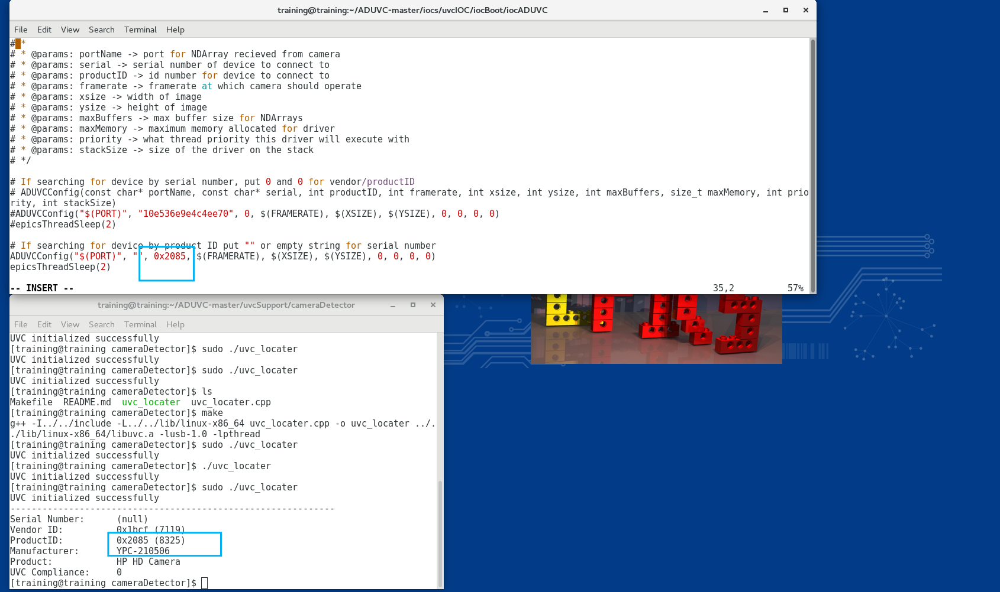 training@training:~/ADUVC-master/iocs/uvcIOC/iocBoot/iocADUVC
File Edit View Search Terminal Help
# *
# * @params: portName -> port for NDArray recieved from camera
# * @params: serial -> serial number of device to connect to
# * @params: productID -> id number for device to connect to
# * @params: framerate -> framerate at which camera should operate
# * @params: xsize -> width of image
# * @params: ysize -> height of image
# * @params: maxBuffers -> max buffer size for NDArrays
# * @params: maxMemory -> maximum memory allocated for driver
# * @params: priority -> what thread priority this driver will execute with
# * @params: stackSize -> size of the driver on the stack
# */
# If searching for device by serial number, put 0 and 0 for vendor/productID
# ADUVCConfig(const char* portName, const char* serial, int productID, int framerate, int xsize, int ysize, int maxBuffers, size_t maxMemory, int prio
rity, int stackSize)
#ADUVCConfig("$(PORT)", "10e536e9e4c4ee70", 0, $(FRAMERATE), $(XSIZE), $(YSIZE), 0, 0, 0, 0)
#epicsThreadSleep(2)
# If searching for device by product ID put "" or empty string for serial number
ADUVCConfig("$(PORT)", "", 0x2085, $(FRAMERATE), $(XSIZE), $(YSIZE), 0, 0, 0, 0)
epicsThreadSleep(2)
-- INSERT -- 35,2 57%
training@training:~/ADUVC-master/uvcSupport/cameraDetector
File Edit View Search Terminal Help
UVC initialized successfully
[training@training cameraDetector]$ sudo ./uvc_locater
UVC initialized successfully
[training@training cameraDetector]$ sudo ./uvc_locater
UVC initialized successfully
[training@training cameraDetector]$ ls
Makefile README.md uvc_locater uvc_locater.cpp
[training@training cameraDetector]$ make
g++ -I../../include -L../../lib/linux-x86_64 uvc_locater.cpp -o uvc_locater ../.
./lib/linux-x86_64/libuvc.a -lusb-1.0 -lpthread
[training@training cameraDetector]$ sudo ./uvc_locater
UVC initialized successfully
[training@training cameraDetector]$ ./uvc_locater
UVC initialized successfully
[training@training cameraDetector]$ sudo ./uvc_locater
UVC initialized successfully
-------------------------------------------------------------
Serial Number: (null)
Vendor ID: 0x1bcf (7119)
ProductID: 0x2085 (8325)
Manufacturer: YPC-210506
Product: HP HD Camera
UVC Compliance: 0
[training@training cameraDetector]$